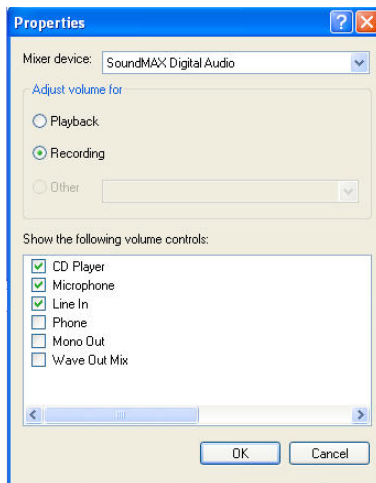 Properties
Mixer device: SoundMAX Digital Audio
Adjust volume for
Playback
Recording
Other
Show the following volume controls:
CD Player
Microphone
Line In
Phone
Mono Out
Wave Out Mix
OK Cancel